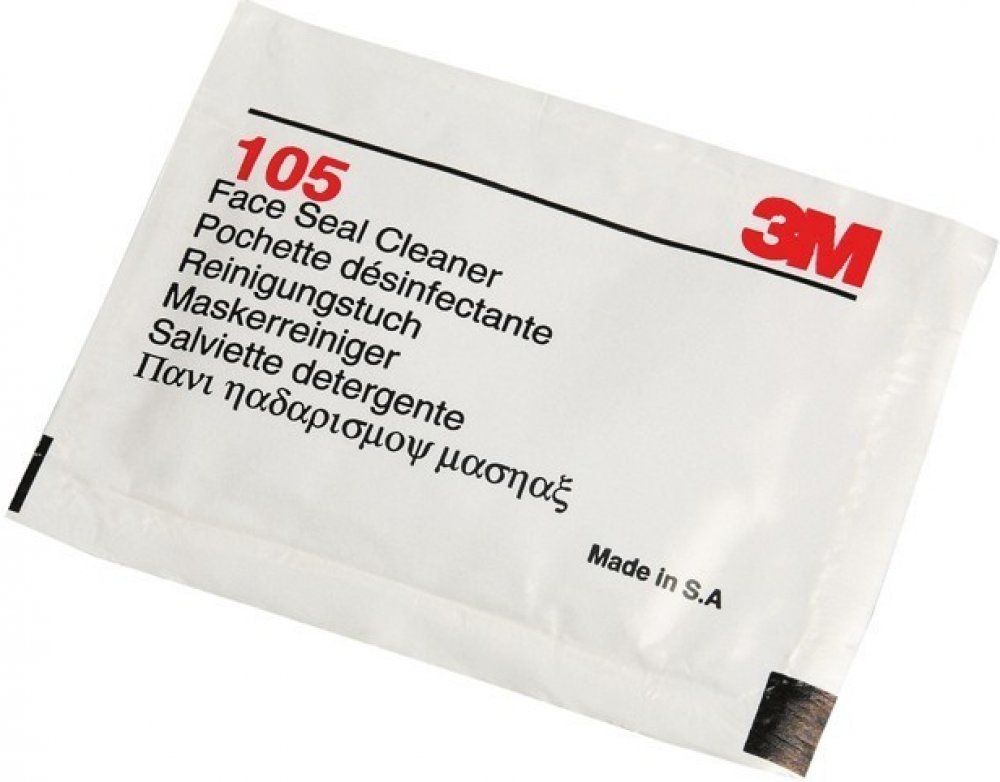 105
3M
Face Seal Cleaner
Pochette désinfectante
Reinigungstuch
Maskerreiniger
Salviette detergente
Πανι ηαδαρισμοψ μασηαξ
Made in S.A